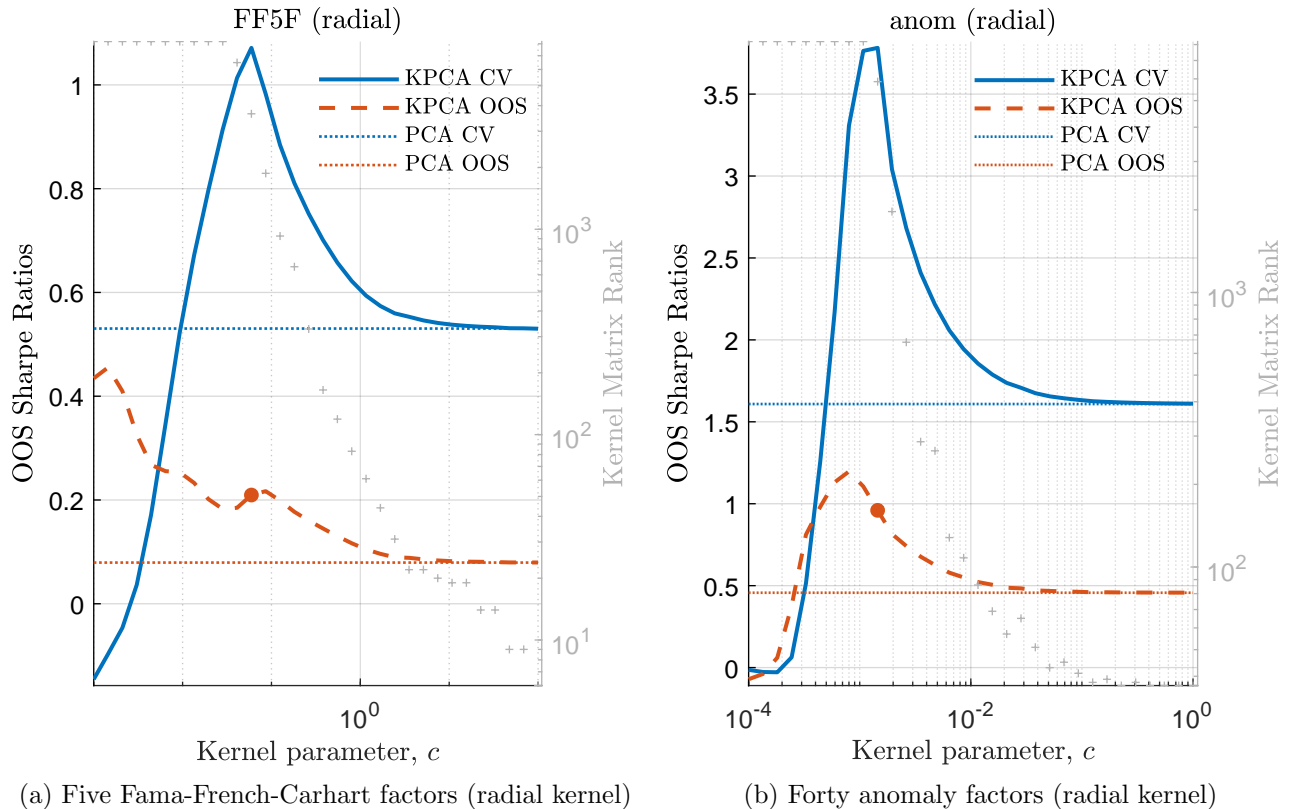 FF5F (radial)
KPCA CV
KPCA OOS
PCA CV
PCA OOS
1
0.8
0.6
0.4
0.2
0
10^3
10^2
10^1
10^0
OOS Sharpe Ratios
Kernel Matrix Rank
Kernel parameter, c
(a) Five Fama-French-Carhart factors (radial kernel)
anom (radial)
KPCA CV
KPCA OOS
PCA CV
PCA OOS
3.5
3
2.5
2
1.5
1
0.5
0
10^3
10^2
10^-4
10^-2
10^0
OOS Sharpe Ratios
Kernel Matrix Rank
Kernel parameter, c
(b) Forty anomaly factors (radial kernel)